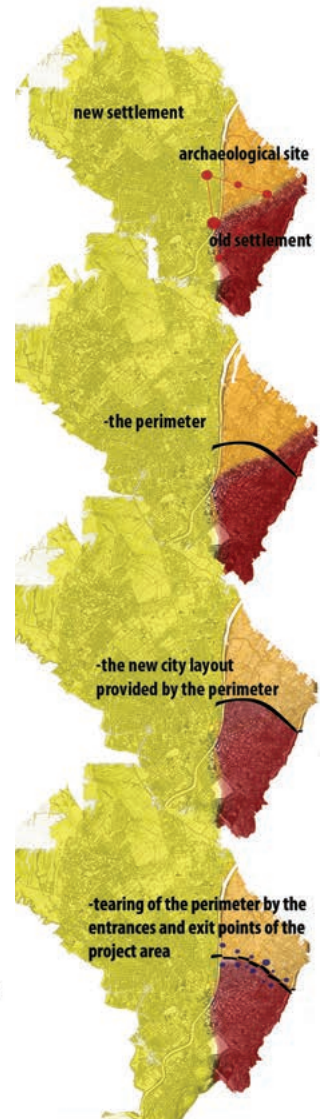 new settlement
archaeological site
old settlement
-the perimeter
-the new city layout
provided by the perimeter
-tearing of the perimeter by the
entrances and exit points of the
project area